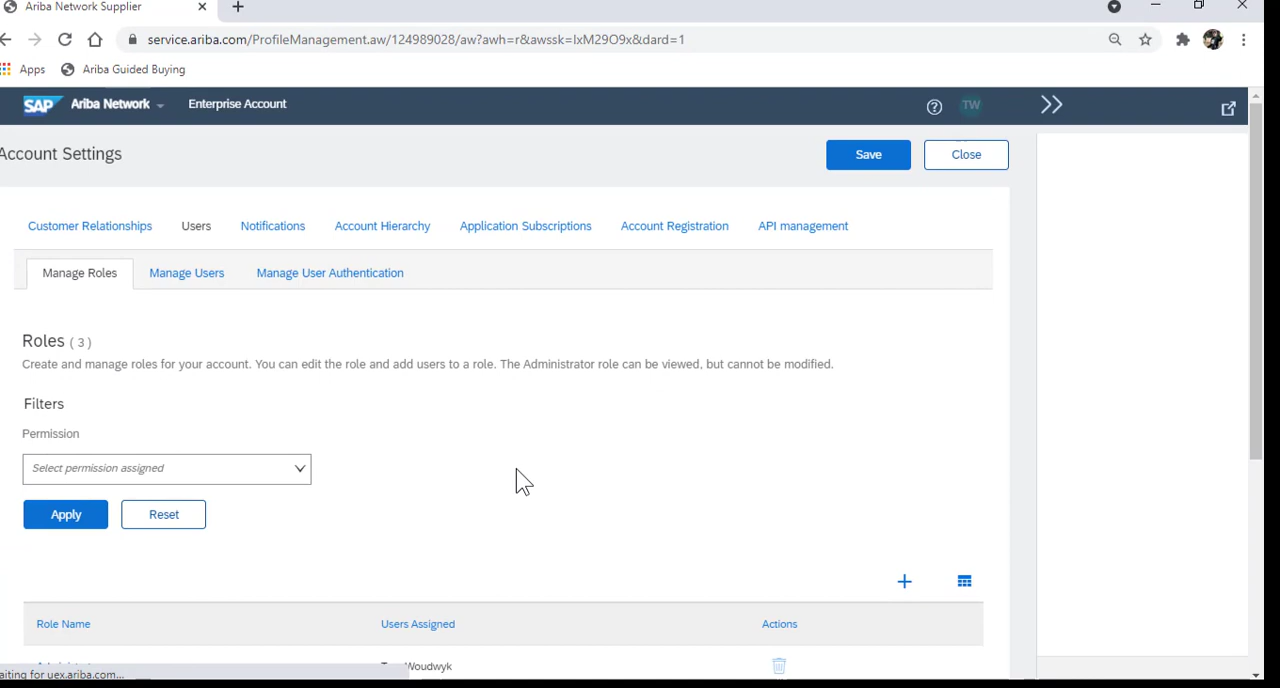 Ariba Network Supplier
service.ariba.com/ProfileManagement.aw/124989028/aw?awh=r&awssk=IxM29O9x&dard=1
Apps
Ariba Guided Buying
SAP Ariba Network
Enterprise Account
TW
Account Settings
Save
Close
Customer Relationships
Users
Notifications
Account Hierarchy
Application Subscriptions
Account Registration
API management
Manage Roles
Manage Users
Manage User Authentication
Roles ( 3 )
Create and manage roles for your account. You can edit the role and add users to a role. The Administrator role can be viewed, but cannot be modified.
Filters
Permission
Select permission assigned
Apply
Reset
Role Name
Users Assigned
Actions
Woudwyk
aiting for uex.ariba.com...